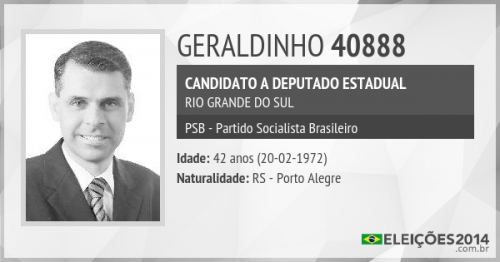 GERALDINHO 40888
CANDIDATO A DEPUTADO ESTADUAL
RIO GRANDE DO SUL
PSB - Partido Socialista Brasileiro
Idade: 42 anos (20-02-1972)
Naturalidade: RS - Porto Alegre
ELEIÇÕES2014
.com.br